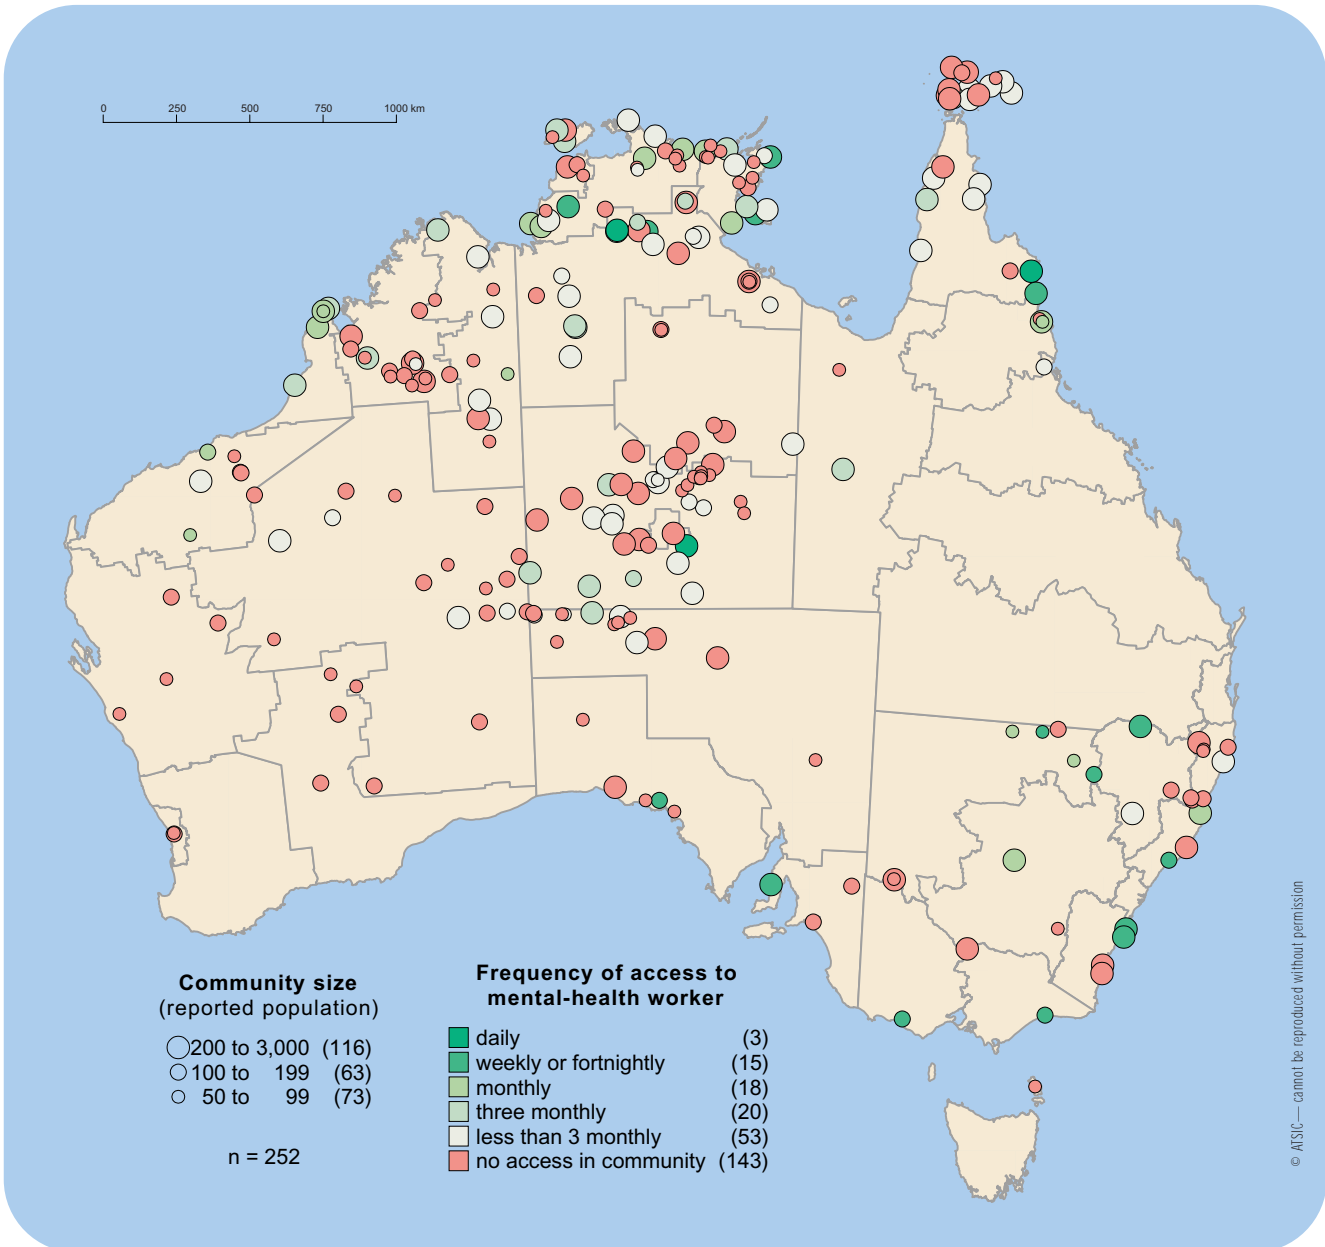 0 250 500 750 1000 km
Community size
(reported population)
200 to 3,000 (116)
100 to 199 (63)
50 to 99 (73)
n = 252
Frequency of access to
mental-health worker
daily (3)
weekly or fortnightly (15)
monthly (18)
three monthly (20)
less than 3 monthly (53)
no access in community (143)
© ATSIC— cannot be reproduced without permission